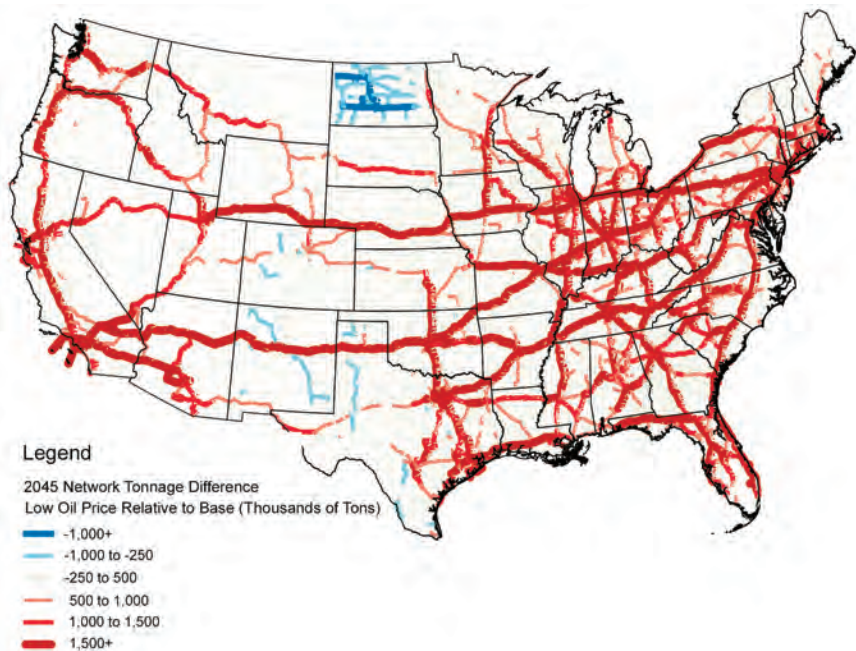 Legend
2045 Network Tonnage Difference
Low Oil Price Relative to Base (Thousands of Tons)
-1,000+
-1,000 to -250
-250 to 500
500 to 1,000
1,000 to 1,500
1,500+